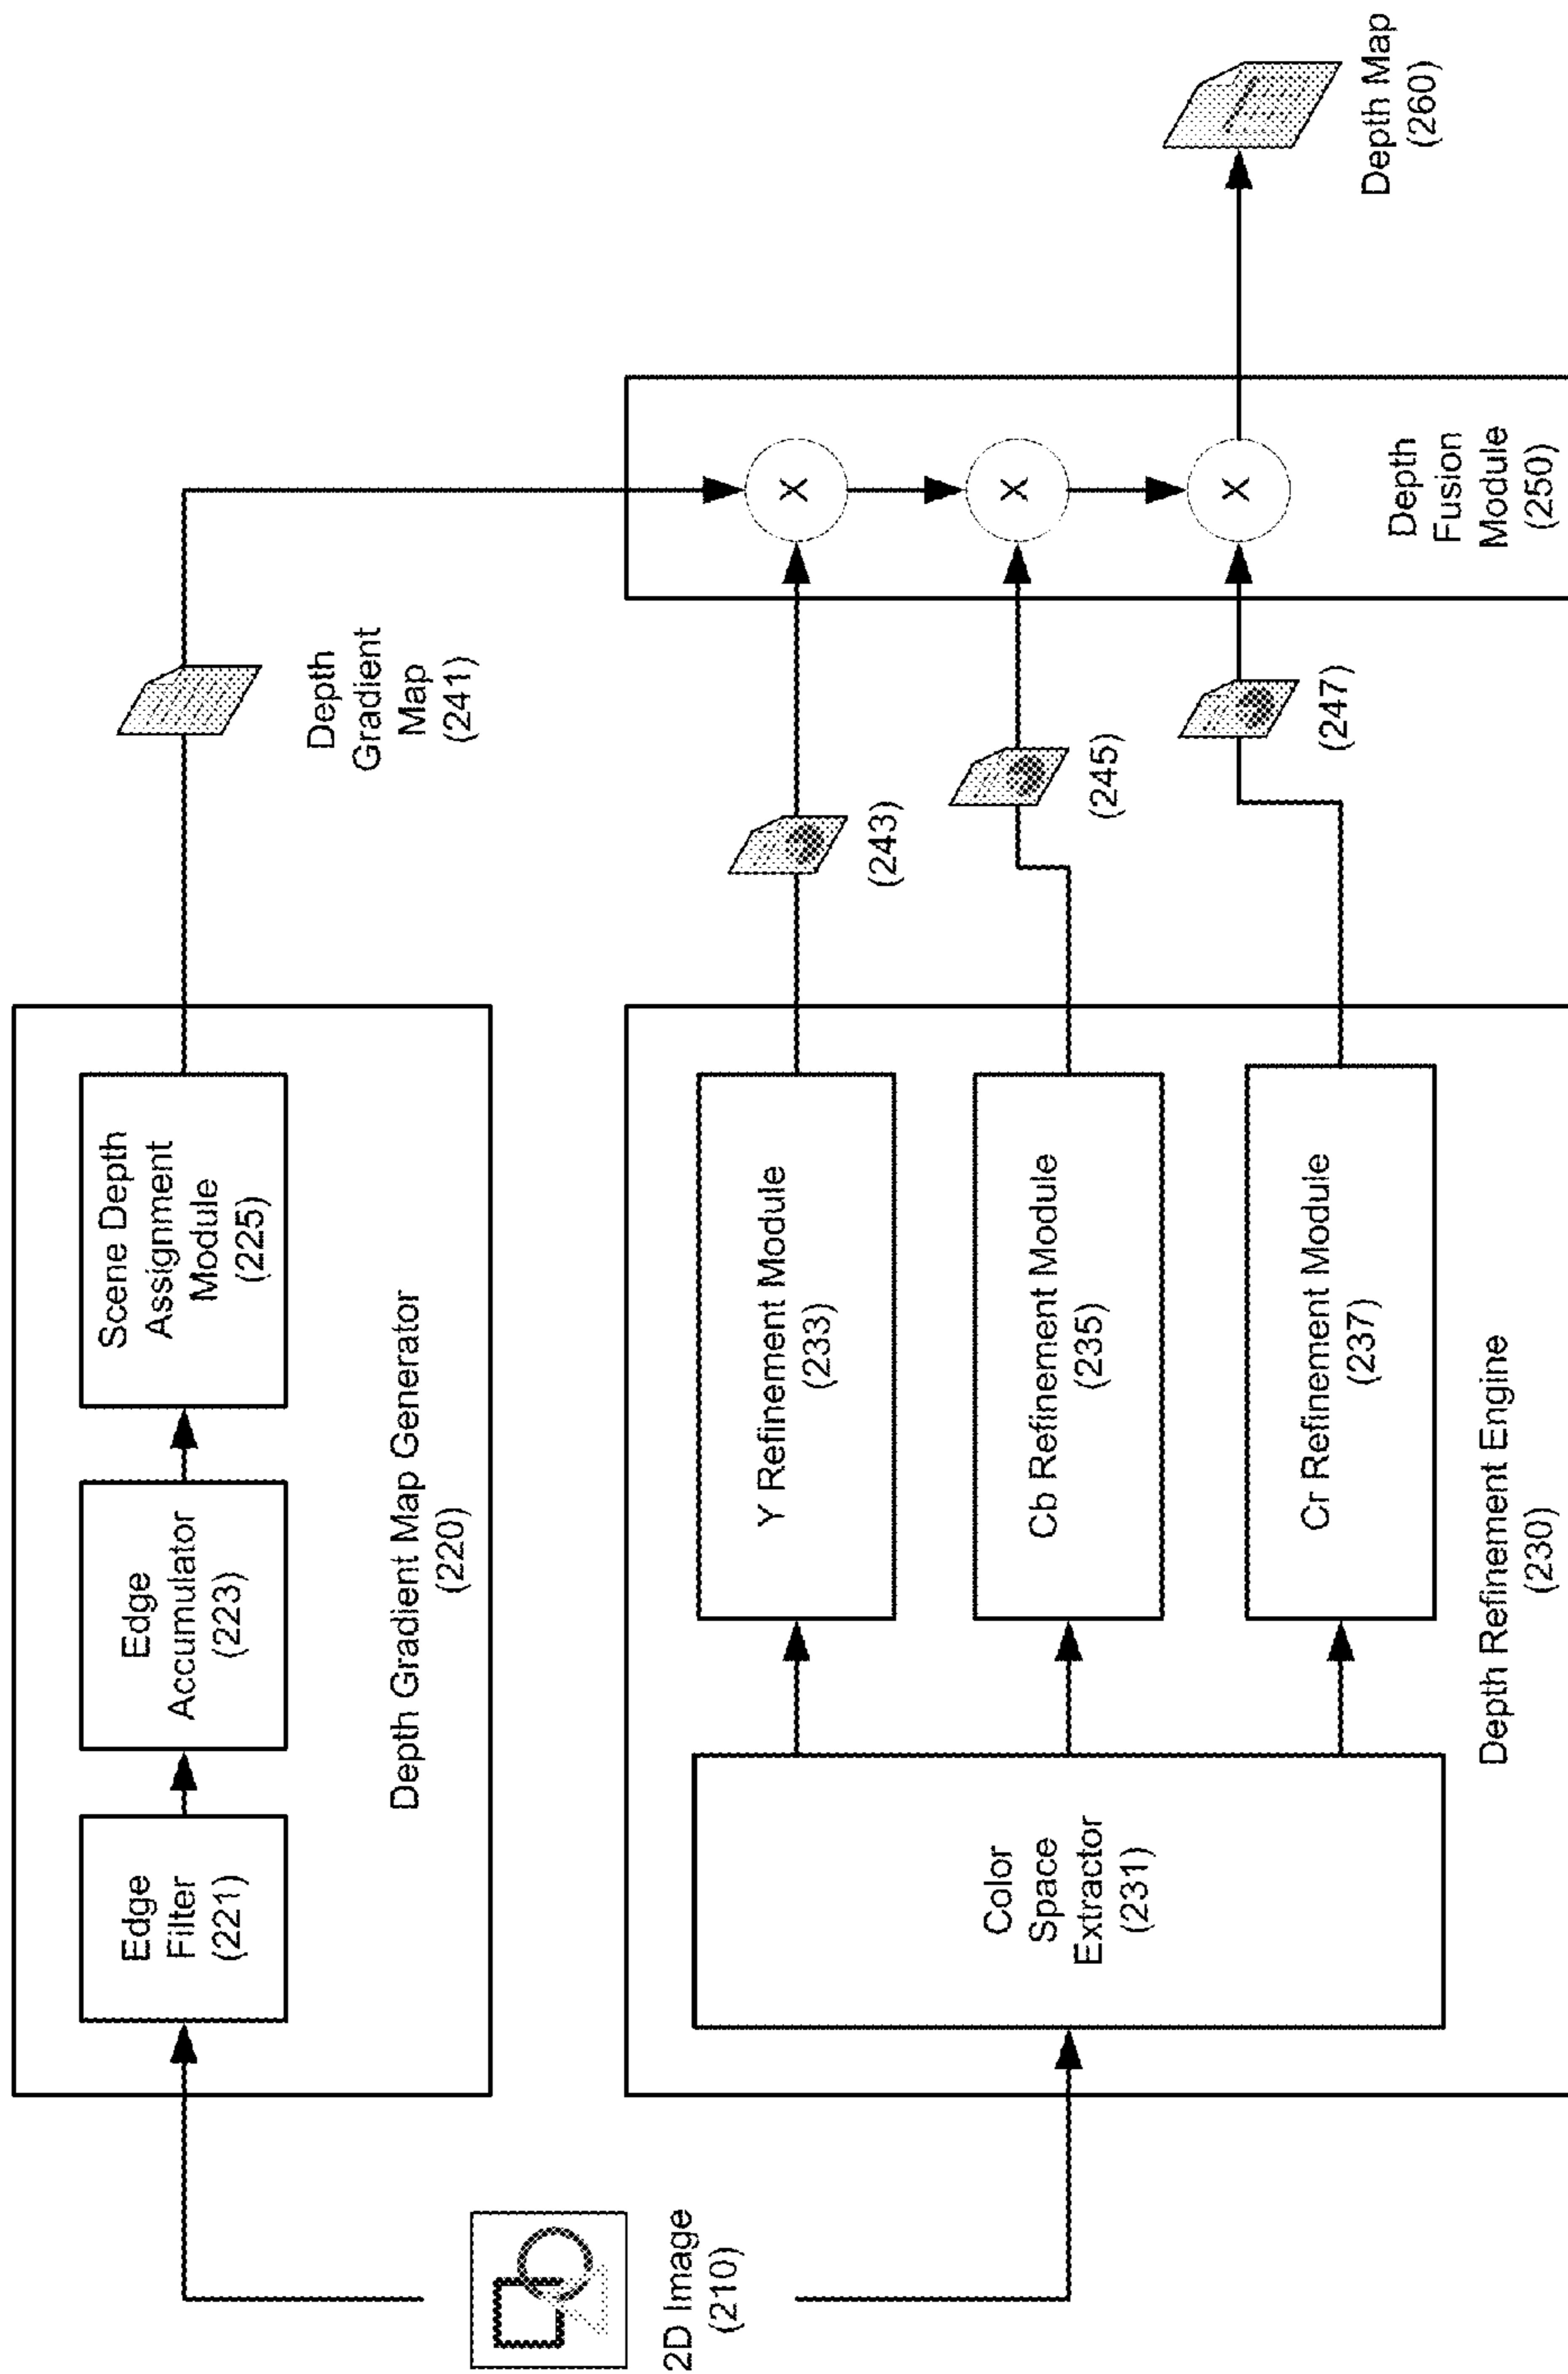 2D Image
(210)
Edge
Filter
(221)
Edge
Accumulator
(223)
Scene Depth
Assignment
Module
(225)
Depth Gradient Map Generator
(220)
Depth
Gradient
Map
(241)
Color
Space
Extractor
(231)
Y Refinement Module
(233)
Cb Refinement Module
(235)
Cr Refinement Module
(237)
Depth Refinement Engine
(230)
(243)
(245)
(247)
X
X
X
Depth
Fusion
Module
(250)
Depth Map
(260)